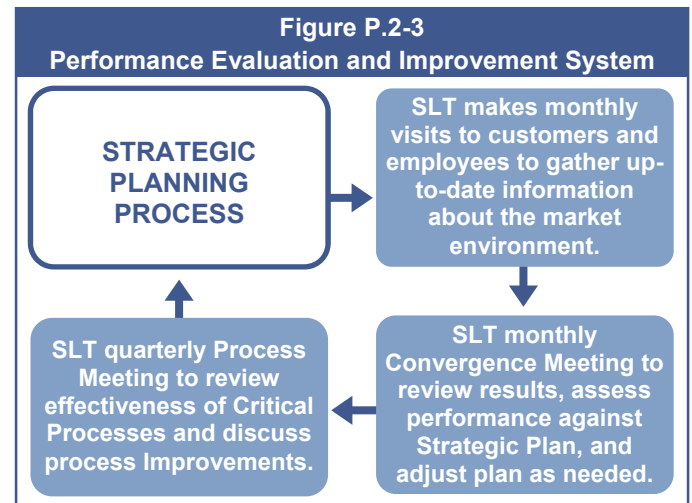 Figure P.2-3
Performance Evaluation and Improvement System
STRATEGIC
PLANNING
PROCESS
SLT makes monthly
visits to customers and
employees to gather up-
to-date information
about the market
environment.
SLT monthly
Convergence Meeting to
review results, assess
performance against
Strategic Plan, and
adjust plan as needed.
SLT quarterly Process
Meeting to review
effectiveness of Critical
Processes and discuss
process Improvements.